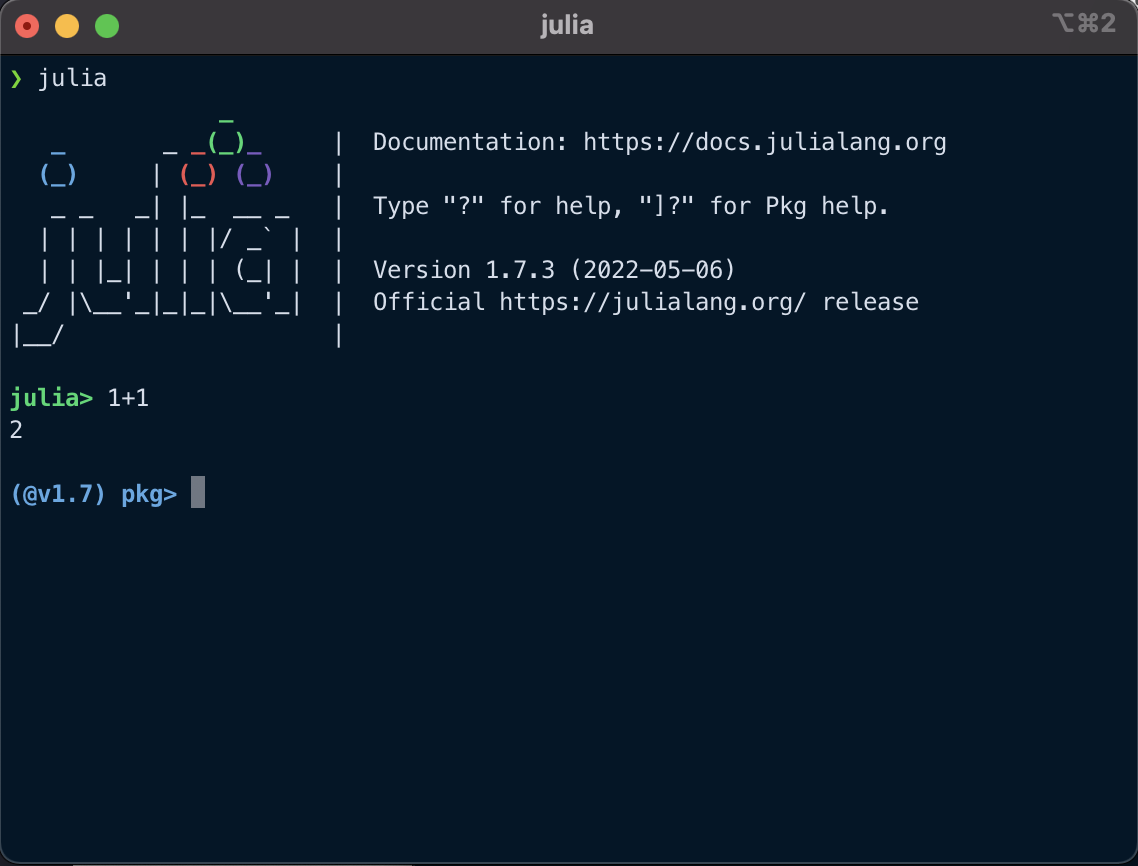 julia
⌥⌘2
❯ julia
               _
   _       _ _(_)_     |  Documentation: https://docs.julialang.org
  (_)     | (_) (_)    |
   _ _   _| |_  __ _   |  Type "?" for help, "]?" for Pkg help.
  | | | | | | |/ _` |  |
  | | |_| | | | (_| |  |  Version 1.7.3 (2022-05-06)
 _/ |\__'_|_|_|\__'_|  |  Official https://julialang.org/ release
|__/                   |
julia> 1+1
2
(@v1.7) pkg>